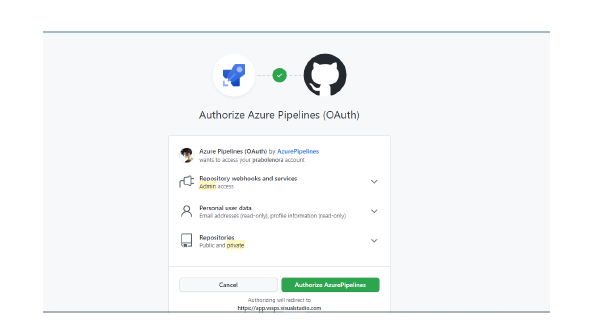 Authorize Azure Pipelines (OAuth)
Azure Pipelines (OAuth) by AzurePipelines
wants to access your prabolenora account
Repository webhooks and services
Admin access
Personal user data
Email addresses (read-only), profile information (read-only)
Repositories
Public and private
Cancel
Authorize AzurePipelines
Authorizing will redirect to
https://app.vssps.visualstudio.com